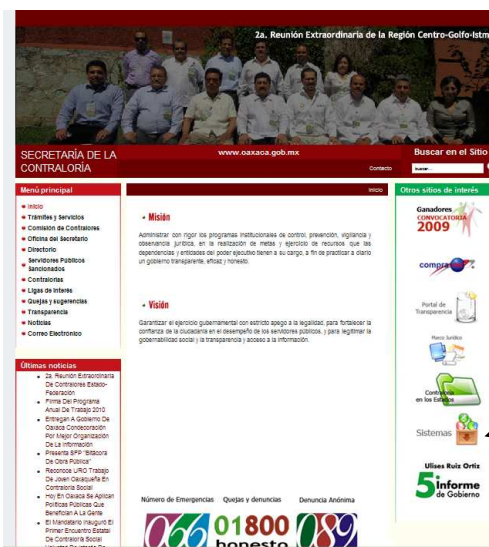 2a. Reunión Extraordinaria de la Región Centro-Golfo-Istm
SECRETARÍA DE LA
CONTRALORÍA
www.oaxaca.gob.mx
Buscar en el Sitio
Contacto
buscar...
Menú principal
Inicio
Trámites y Servicios
Comisión de Contralores
Oficina del Secretario
Directorio
Servidores Públicos
Sancionados
Contralorías
Ligas de Interés
Quejas y sugerencias
Transparencia
Noticias
Correo Electrónico
Últimas noticias
2a. Reunión Extraordinaria
De Contralores Estado-
Federación
Firma Del Programa
Anual De Trabajo 2010
Entregan A Gobierno De
Oaxaca Condecoración
Por Mejor Organización
De La Información
Presenta SFP "Bitácora
De Obra Pública"
Reconoce URO Trabajo
De Joven Oaxaqueña En
Contraloría Social
Hoy En Oaxaca Se Aplican
Políticas Públicas Que
Benefician A La Gente
El Mandatario Inauguró El
Primer Encuentro Estatal
De Contraloría Social
Inicio
Misión
Administrar con rigor los programas institucionales de control, prevención, vigilancia y
observancia jurídica, en la realización de metas y ejercicio de recursos que las
dependencias y entidades del poder ejecutivo tienen a su cargo, a fin de practicar a diario
un gobierno transparente, eficaz y honesto.
Visión
Garantizar el ejercicio gubernamental con estricto apego a la legalidad, para fortalecer la
confianza de la ciudadanía en el desempeño de los servidores públicos, y para legitimar la
gobernabilidad social y la transparencia y acceso a la información.
Número de Emergencias
Quejas y denuncias
Denuncia Anónima
066
01800
honesto
089
Otros sitios de interés
Ganadores
CONVOCATORIA
2009
compra
Portal de
Transparencia
Marco Jurídico
Contraloría
en los Estados
Sistemas
Ulises Ruiz Ortiz
5 informe
de Gobierno